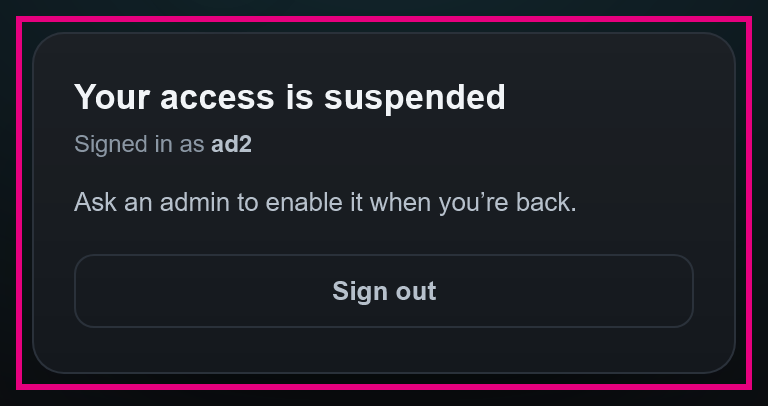 Your access is suspended
Signed in as ad2
Ask an admin to enable it when you’re back.
Sign out